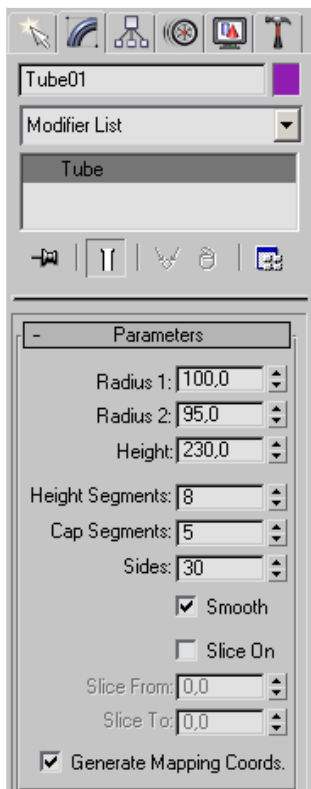 Tube01
Modifier List
Tube
- Parameters
Radius 1: 100,0
Radius 2: 95,0
Height: 230,0
Height Segments: 8
Cap Segments: 5
Sides: 30
Smooth
Slice On
Slice From: 0,0
Slice To: 0,0
Generate Mapping Coords.